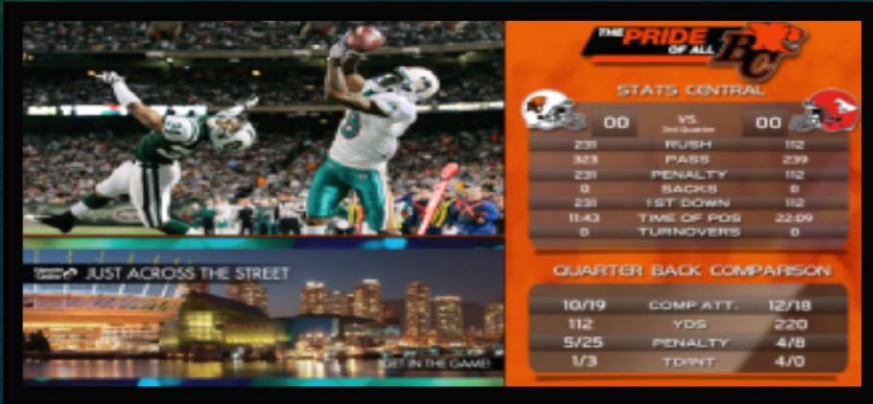 THE PRIDE
OF ALL BC
STATS CENTRAL
00 VS. 00
3rd Quarter
231 RUSH 112
323 PASS 239
231 PENALTY 112
0 SACKS 0
231 1ST DOWN 112
11:43 TIME OF POS 22:09
0 TURNOVERS 0
JUST ACROSS THE STREET
GET IN THE GAME!
QUARTER BACK COMPARISON
10/19 COMP ATT. 12/18
112 YDS 220
5/25 PENALTY 4/8
1/3 TD/INT 4/0